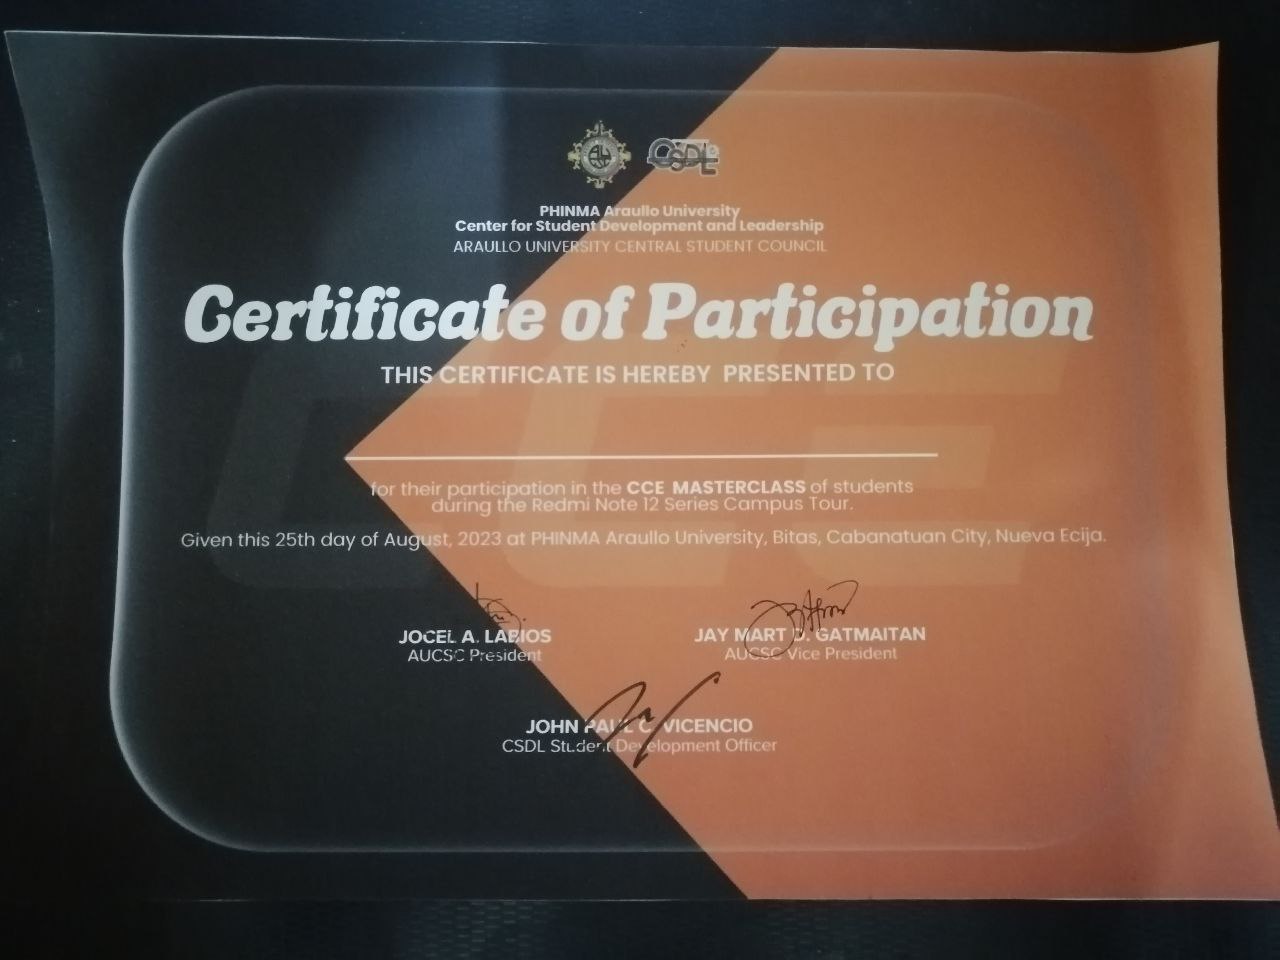 CSDL
PHINMA Araullo University
Center for Student Development and Leadership
ARAULLO UNIVERSITY CENTRAL STUDENT COUNCIL
Certificate of Participation
THIS CERTIFICATE IS HEREBY PRESENTED TO
for their participation in the CCE MASTERCLASS of students
during the Redmi Note 12 Series Campus Tour.
Given this 25th day of August, 2023 at PHINMA Araullo University, Bitas, Cabanatuan City, Nueva Ecija.
CCE
JOCEL A. LABIOS
AUCSC President
JAY MART D. GATMAITAN
AUCSC Vice President
JOHN PAUL C. VICENCIO
CSDL Student Development Officer